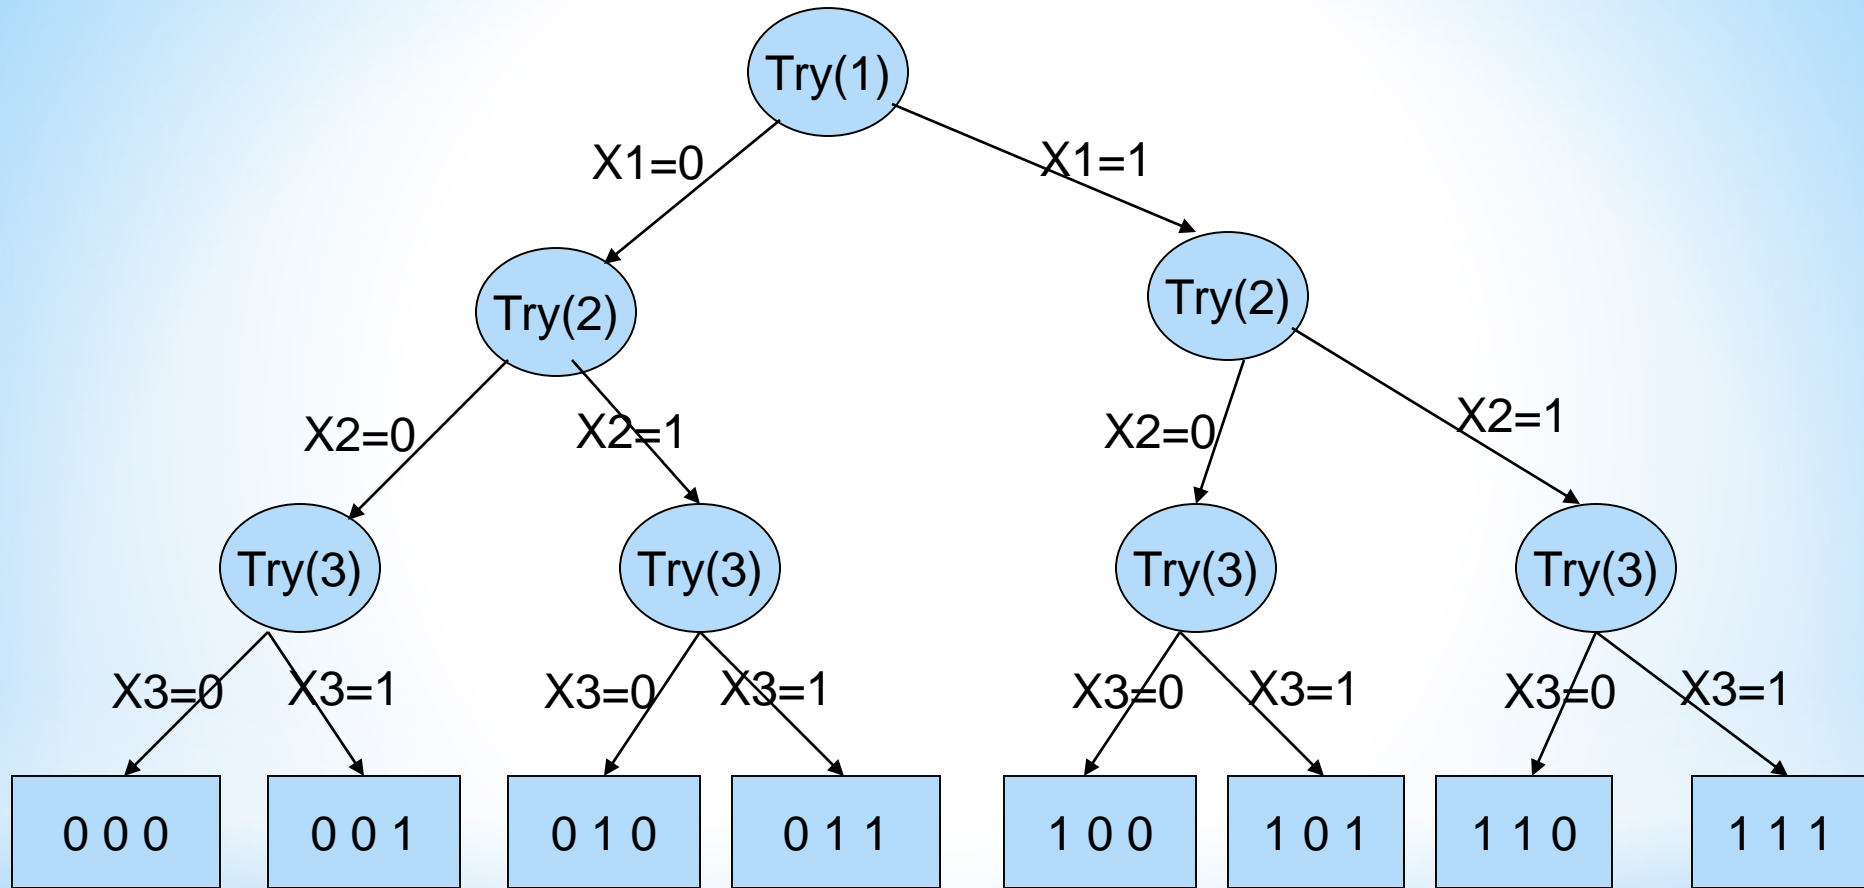 Try(1)
X1=0
X1=1
Try(2)
Try(2)
X2=0
X2=1
X2=0
X2=1
Try(3)
Try(3)
Try(3)
Try(3)
X3=0
X3=1
X3=0
X3=1
X3=0
X3=1
X3=0
X3=1
0 0 0
0 0 1
0 1 0
0 1 1
1 0 0
1 0 1
1 1 0
1 1 1